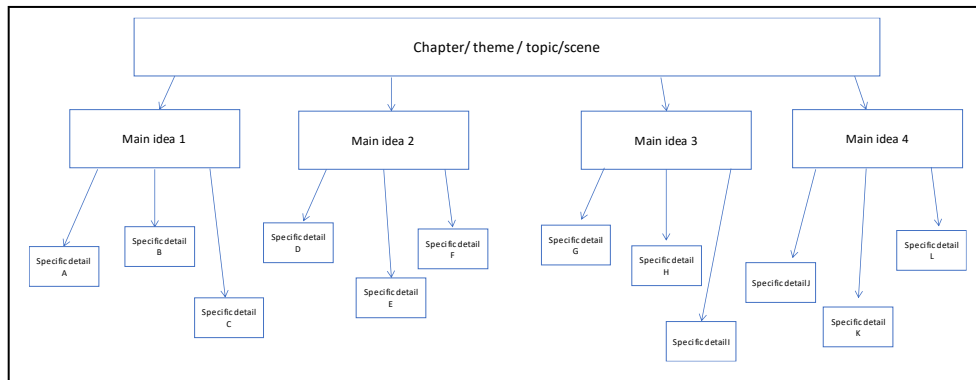 Chapter/ theme / topic/scene
Main idea 1
Main idea 2
Main idea 3
Main idea 4
Specific detail
A
Specific detail
B
Specific detail
C
Specific detail
D
Specific detail
E
Specific detail
F
Specific detail
G
Specific detail
H
Specific detail I
Specific detail J
Specific detail
K
Specific detail
L